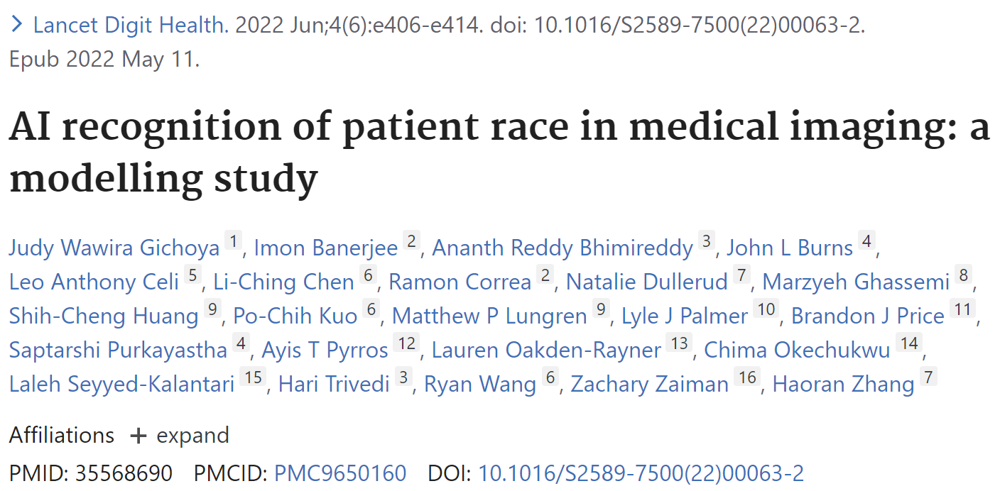 > Lancet Digit Health. 2022 Jun;4(6):e406-e414. doi: 10.1016/S2589-7500(22)00063-2.
Epub 2022 May 11.
AI recognition of patient race in medical imaging: a
modelling study
Judy Wawira Gichoya 1, Imon Banerjee 2, Ananth Reddy Bhimireddy 3, John L Burns 4,
Leo Anthony Celi 5, Li-Ching Chen 6, Ramon Correa 2, Natalie Dullerud 7, Marzyeh Ghassemi 8,
Shih-Cheng Huang 9, Po-Chih Kuo 6, Matthew P Lungren 9, Lyle J Palmer 10, Brandon J Price 11,
Saptarshi Purkayastha 4, Ayis T Pyrros 12, Lauren Oakden-Rayner 13, Chima Okechukwu 14,
Laleh Seyyed-Kalantari 15, Hari Trivedi 3, Ryan Wang 6, Zachary Zaiman 16, Haoran Zhang 7
Affiliations + expand
PMID: 35568690 PMCID: PMC9650160 DOI: 10.1016/S2589-7500(22)00063-2